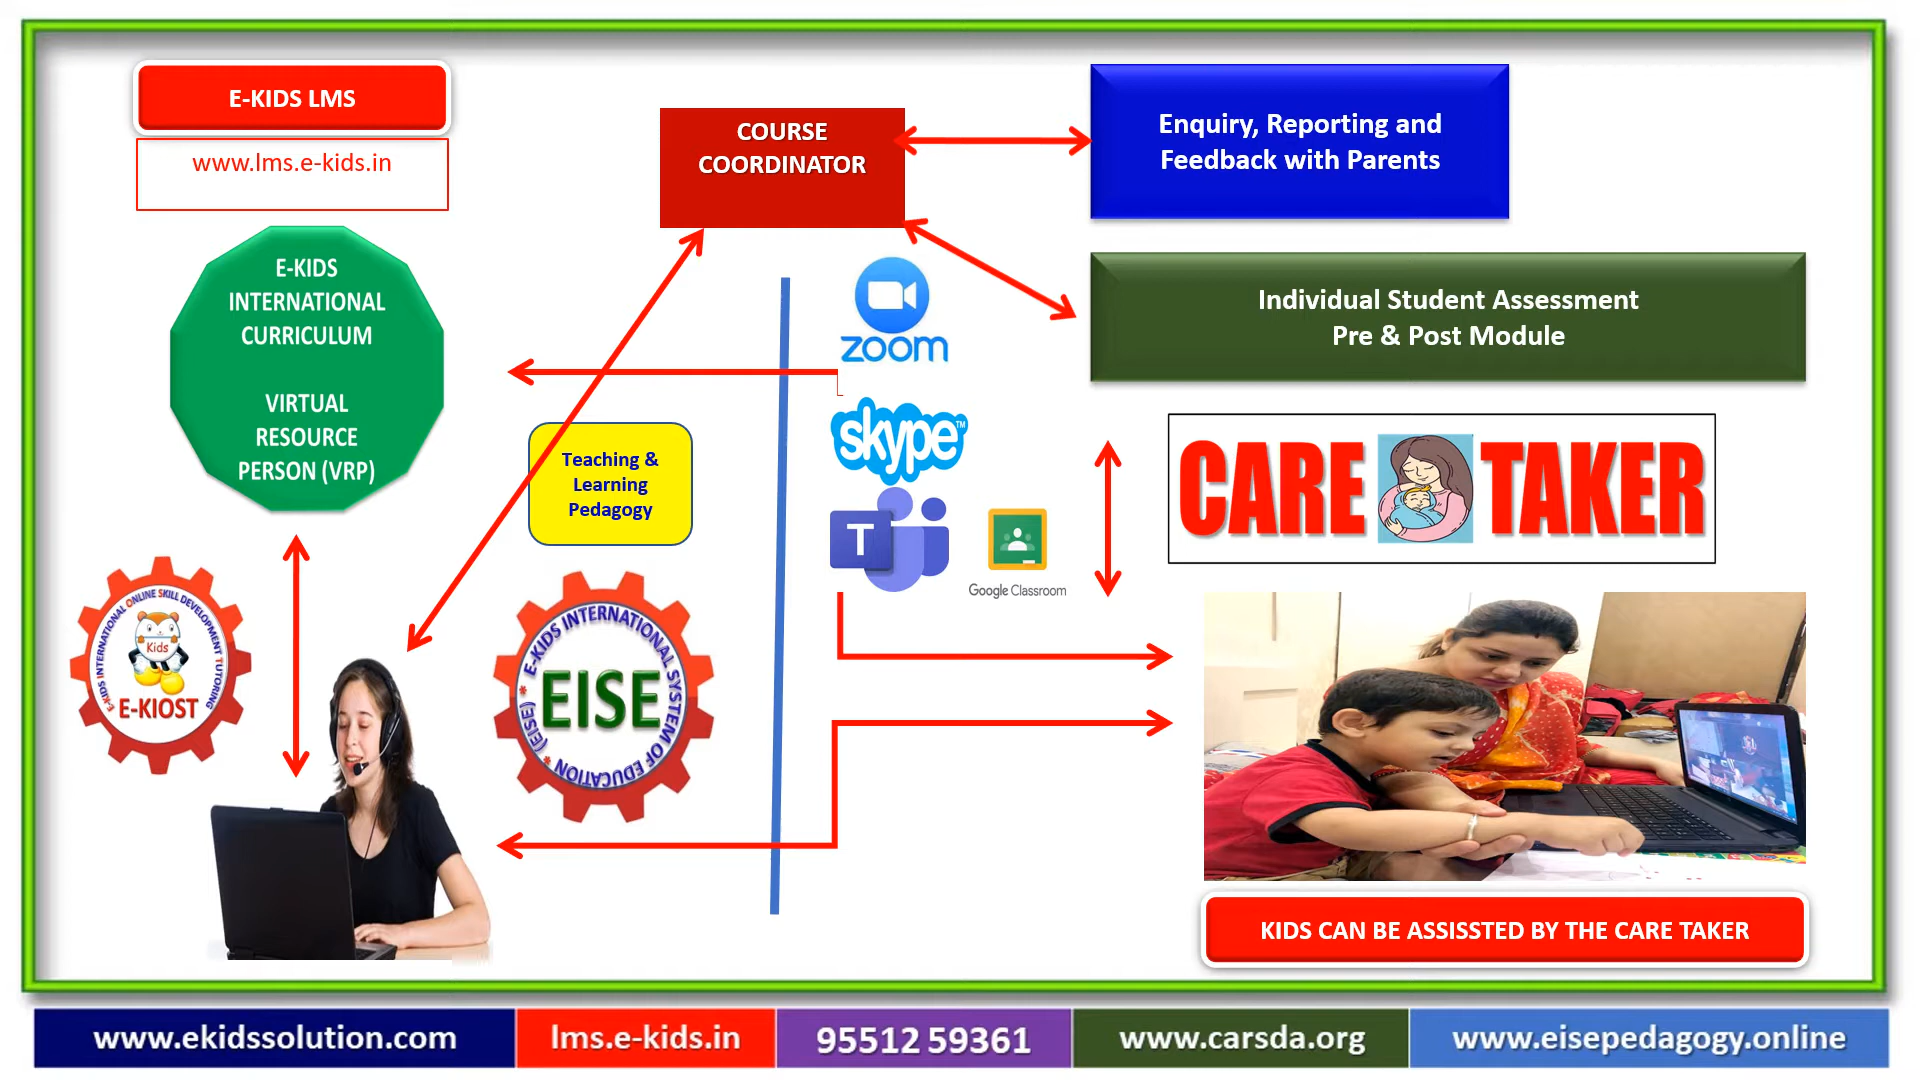 E-KIDS LMS
www.lms.e-kids.in
E-KIDS
INTERNATIONAL
CURRICULUM
VIRTUAL
RESOURCE
PERSON (VRP)
COURSE
COORDINATOR
Enquiry, Reporting and
Feedback with Parents
Individual Student Assessment
Pre & Post Module
zoom
skype™
T
Google Classroom
Teaching &
Learning
Pedagogy
CARE TAKER
E-KIDS INTERNATIONAL ONLINE SKILL DEVELOPMENT TUTORING
Kids
E-KIOST
* E-KIDS INTERNATIONAL SYSTEM OF EDUCATION * (EISE)
EISE
KIDS CAN BE ASSISSTED BY THE CARE TAKER
www.ekidssolution.com
lms.e-kids.in
95512 59361
www.carsda.org
www.eisepedagogy.online